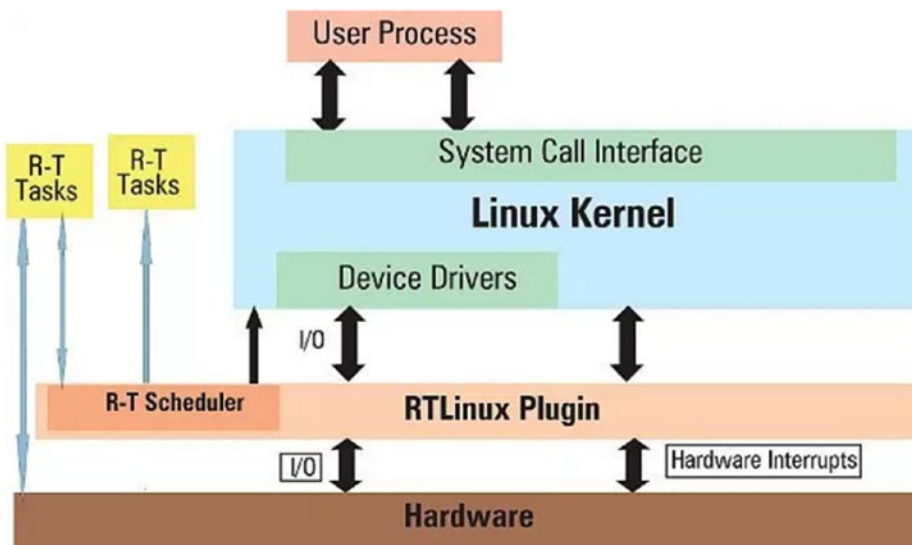 User Process
System Call Interface
R-T
Tasks
R-T
Tasks
Linux Kernel
Device Drivers
I/O
R-T Scheduler
RTLinux Plugin
I/O
Hardware Interrupts
Hardware